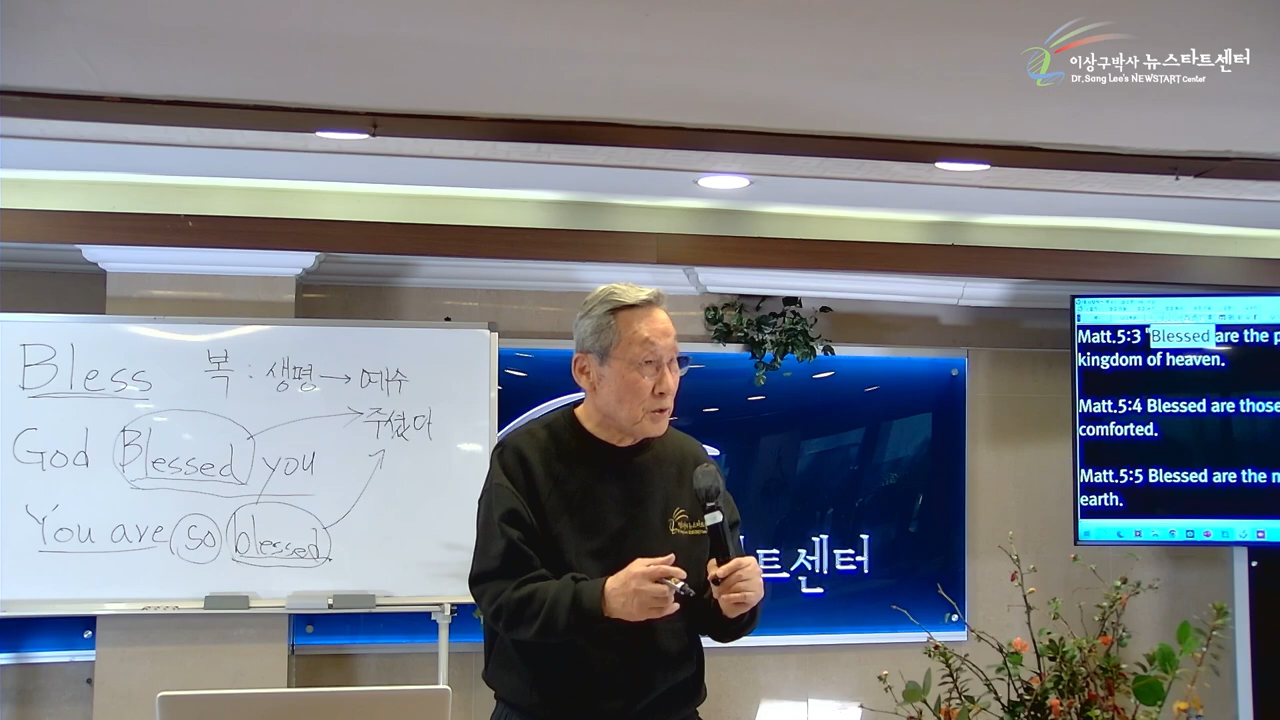 이상구박사 뉴스타트센터
Dr. Sang Lee's NEWSTART Center
Bless 복 : 생명 → 예수
주셨어
God Blessed you
You are so blessed.
트센터
Matt.5:3 "Blessed are the p
kingdom of heaven.
Matt.5:4 Blessed are those
comforted.
Matt.5:5 Blessed are the m
earth.